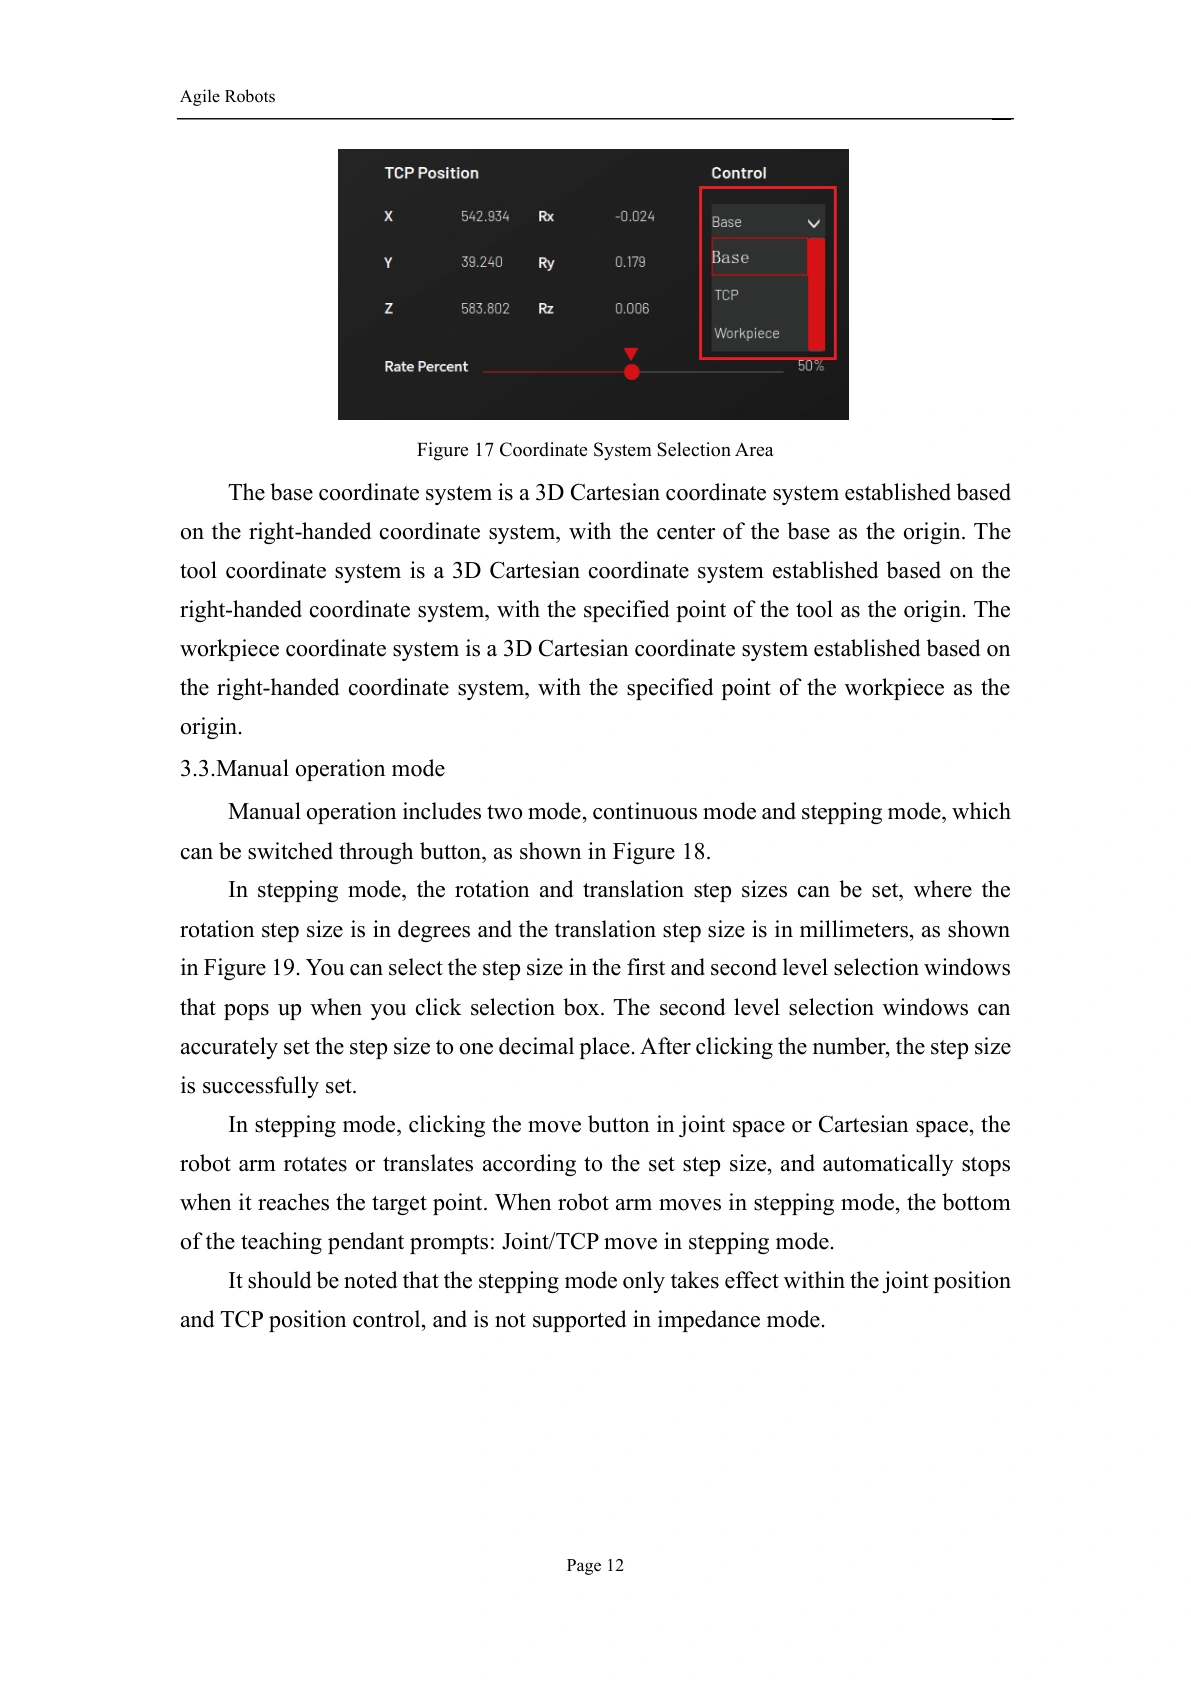 Agile Robots
TCP Position Control
X 542.934 Rx -0.024 Base
Base
Y 39.240 Ry 0.179
TCP
Z 583.802 Rz 0.006
Workpiece
Rate Percent 50%
Figure 17 Coordinate System Selection Area
The base coordinate system is a 3D Cartesian coordinate system established based
on the right-handed coordinate system, with the center of the base as the origin. The
tool coordinate system is a 3D Cartesian coordinate system established based on the
right-handed coordinate system, with the specified point of the tool as the origin. The
workpiece coordinate system is a 3D Cartesian coordinate system established based on
the right-handed coordinate system, with the specified point of the workpiece as the
origin.
3.3.Manual operation mode
Manual operation includes two mode, continuous mode and stepping mode, which
can be switched through button, as shown in Figure 18.
In stepping mode, the rotation and translation step sizes can be set, where the
rotation step size is in degrees and the translation step size is in millimeters, as shown
in Figure 19. You can select the step size in the first and second level selection windows
that pops up when you click selection box. The second level selection windows can
accurately set the step size to one decimal place. After clicking the number, the step size
is successfully set.
In stepping mode, clicking the move button in joint space or Cartesian space, the
robot arm rotates or translates according to the set step size, and automatically stops
when it reaches the target point. When robot arm moves in stepping mode, the bottom
of the teaching pendant prompts: Joint/TCP move in stepping mode.
It should be noted that the stepping mode only takes effect within the joint position
and TCP position control, and is not supported in impedance mode.
Page 12